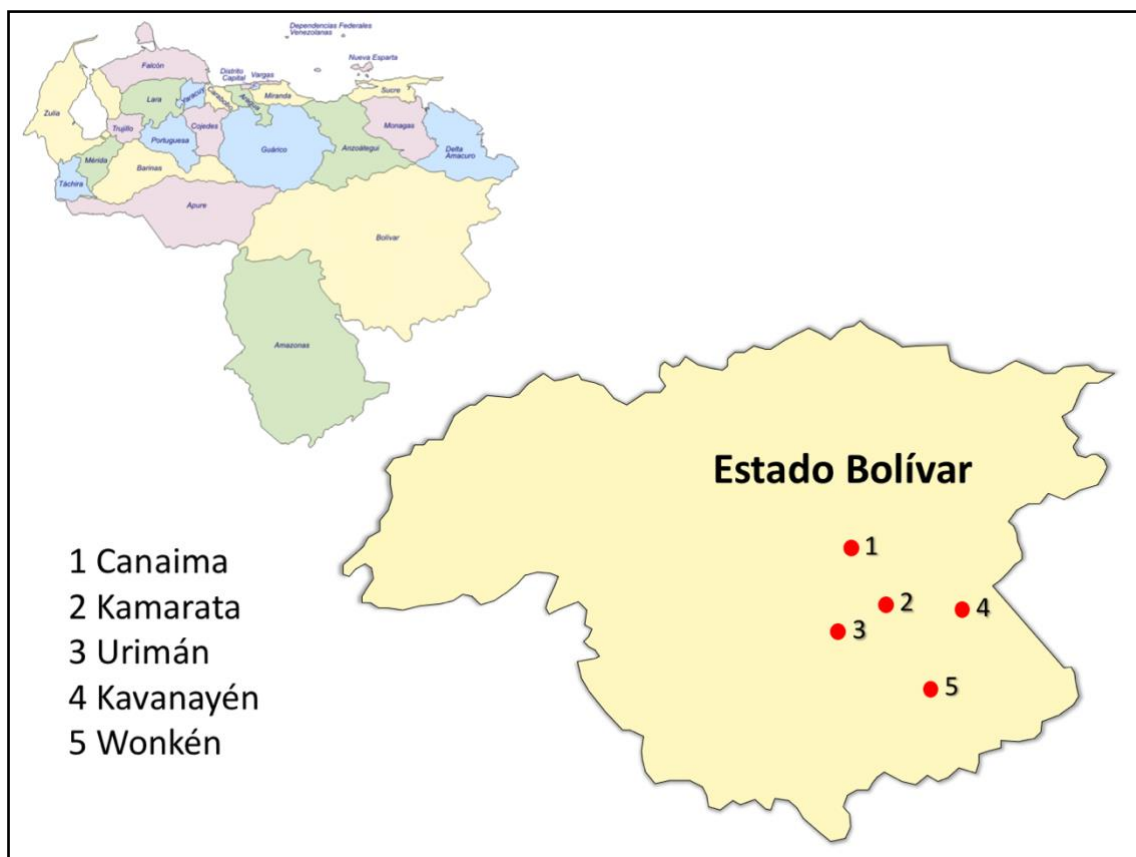 Dependencias Federales
Venezolanas
Nueva Esparta
Falcón
Distrito
Capital
Vargas
Sucre
Miranda
Carabobo
Aragua
Yaracuy
Lara
Zulia
Trujillo
Cojedes
Monagas
Portuguesa
Guárico
Anzoátegui
Delta
Amacuro
Mérida
Barinas
Táchira
Apure
Bolívar
Amazonas
Estado Bolívar
1
2
4
3
5
1 Canaima
2 Kamarata
3 Urimán
4 Kavanayén
5 Wonkén